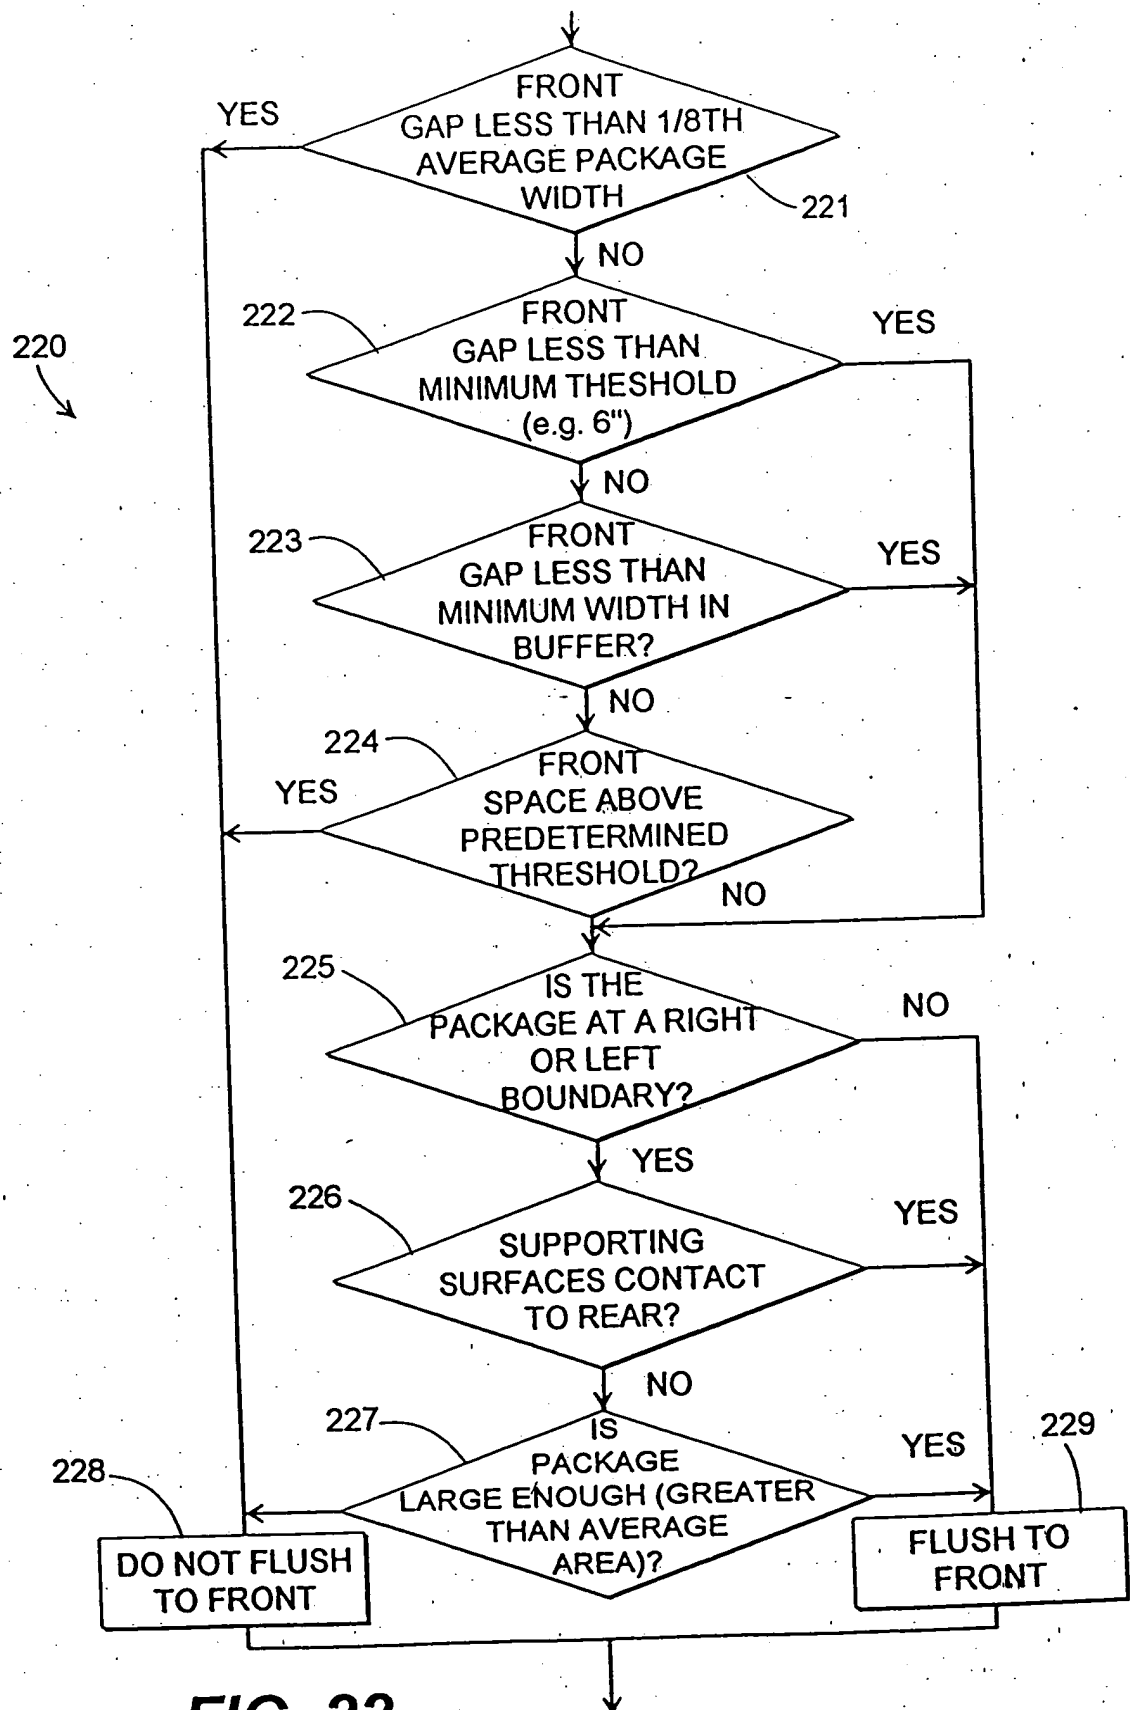 FRONT
GAP LESS THAN 1/8TH
AVERAGE PACKAGE
WIDTH
YES
221
NO
222
FRONT
GAP LESS THAN
MINIMUM THESHOLD
(e.g. 6")
YES
220
NO
223
FRONT
GAP LESS THAN
MINIMUM WIDTH IN
BUFFER?
YES
NO
224
FRONT
SPACE ABOVE
PREDETERMINED
THRESHOLD?
YES
NO
225
IS THE
PACKAGE AT A RIGHT
OR LEFT
BOUNDARY?
NO
YES
226
SUPPORTING
SURFACES CONTACT
TO REAR?
YES
NO
227
IS
PACKAGE
LARGE ENOUGH (GREATER
THAN AVERAGE
AREA)?
YES
229
228
DO NOT FLUSH
TO FRONT
FLUSH TO
FRONT